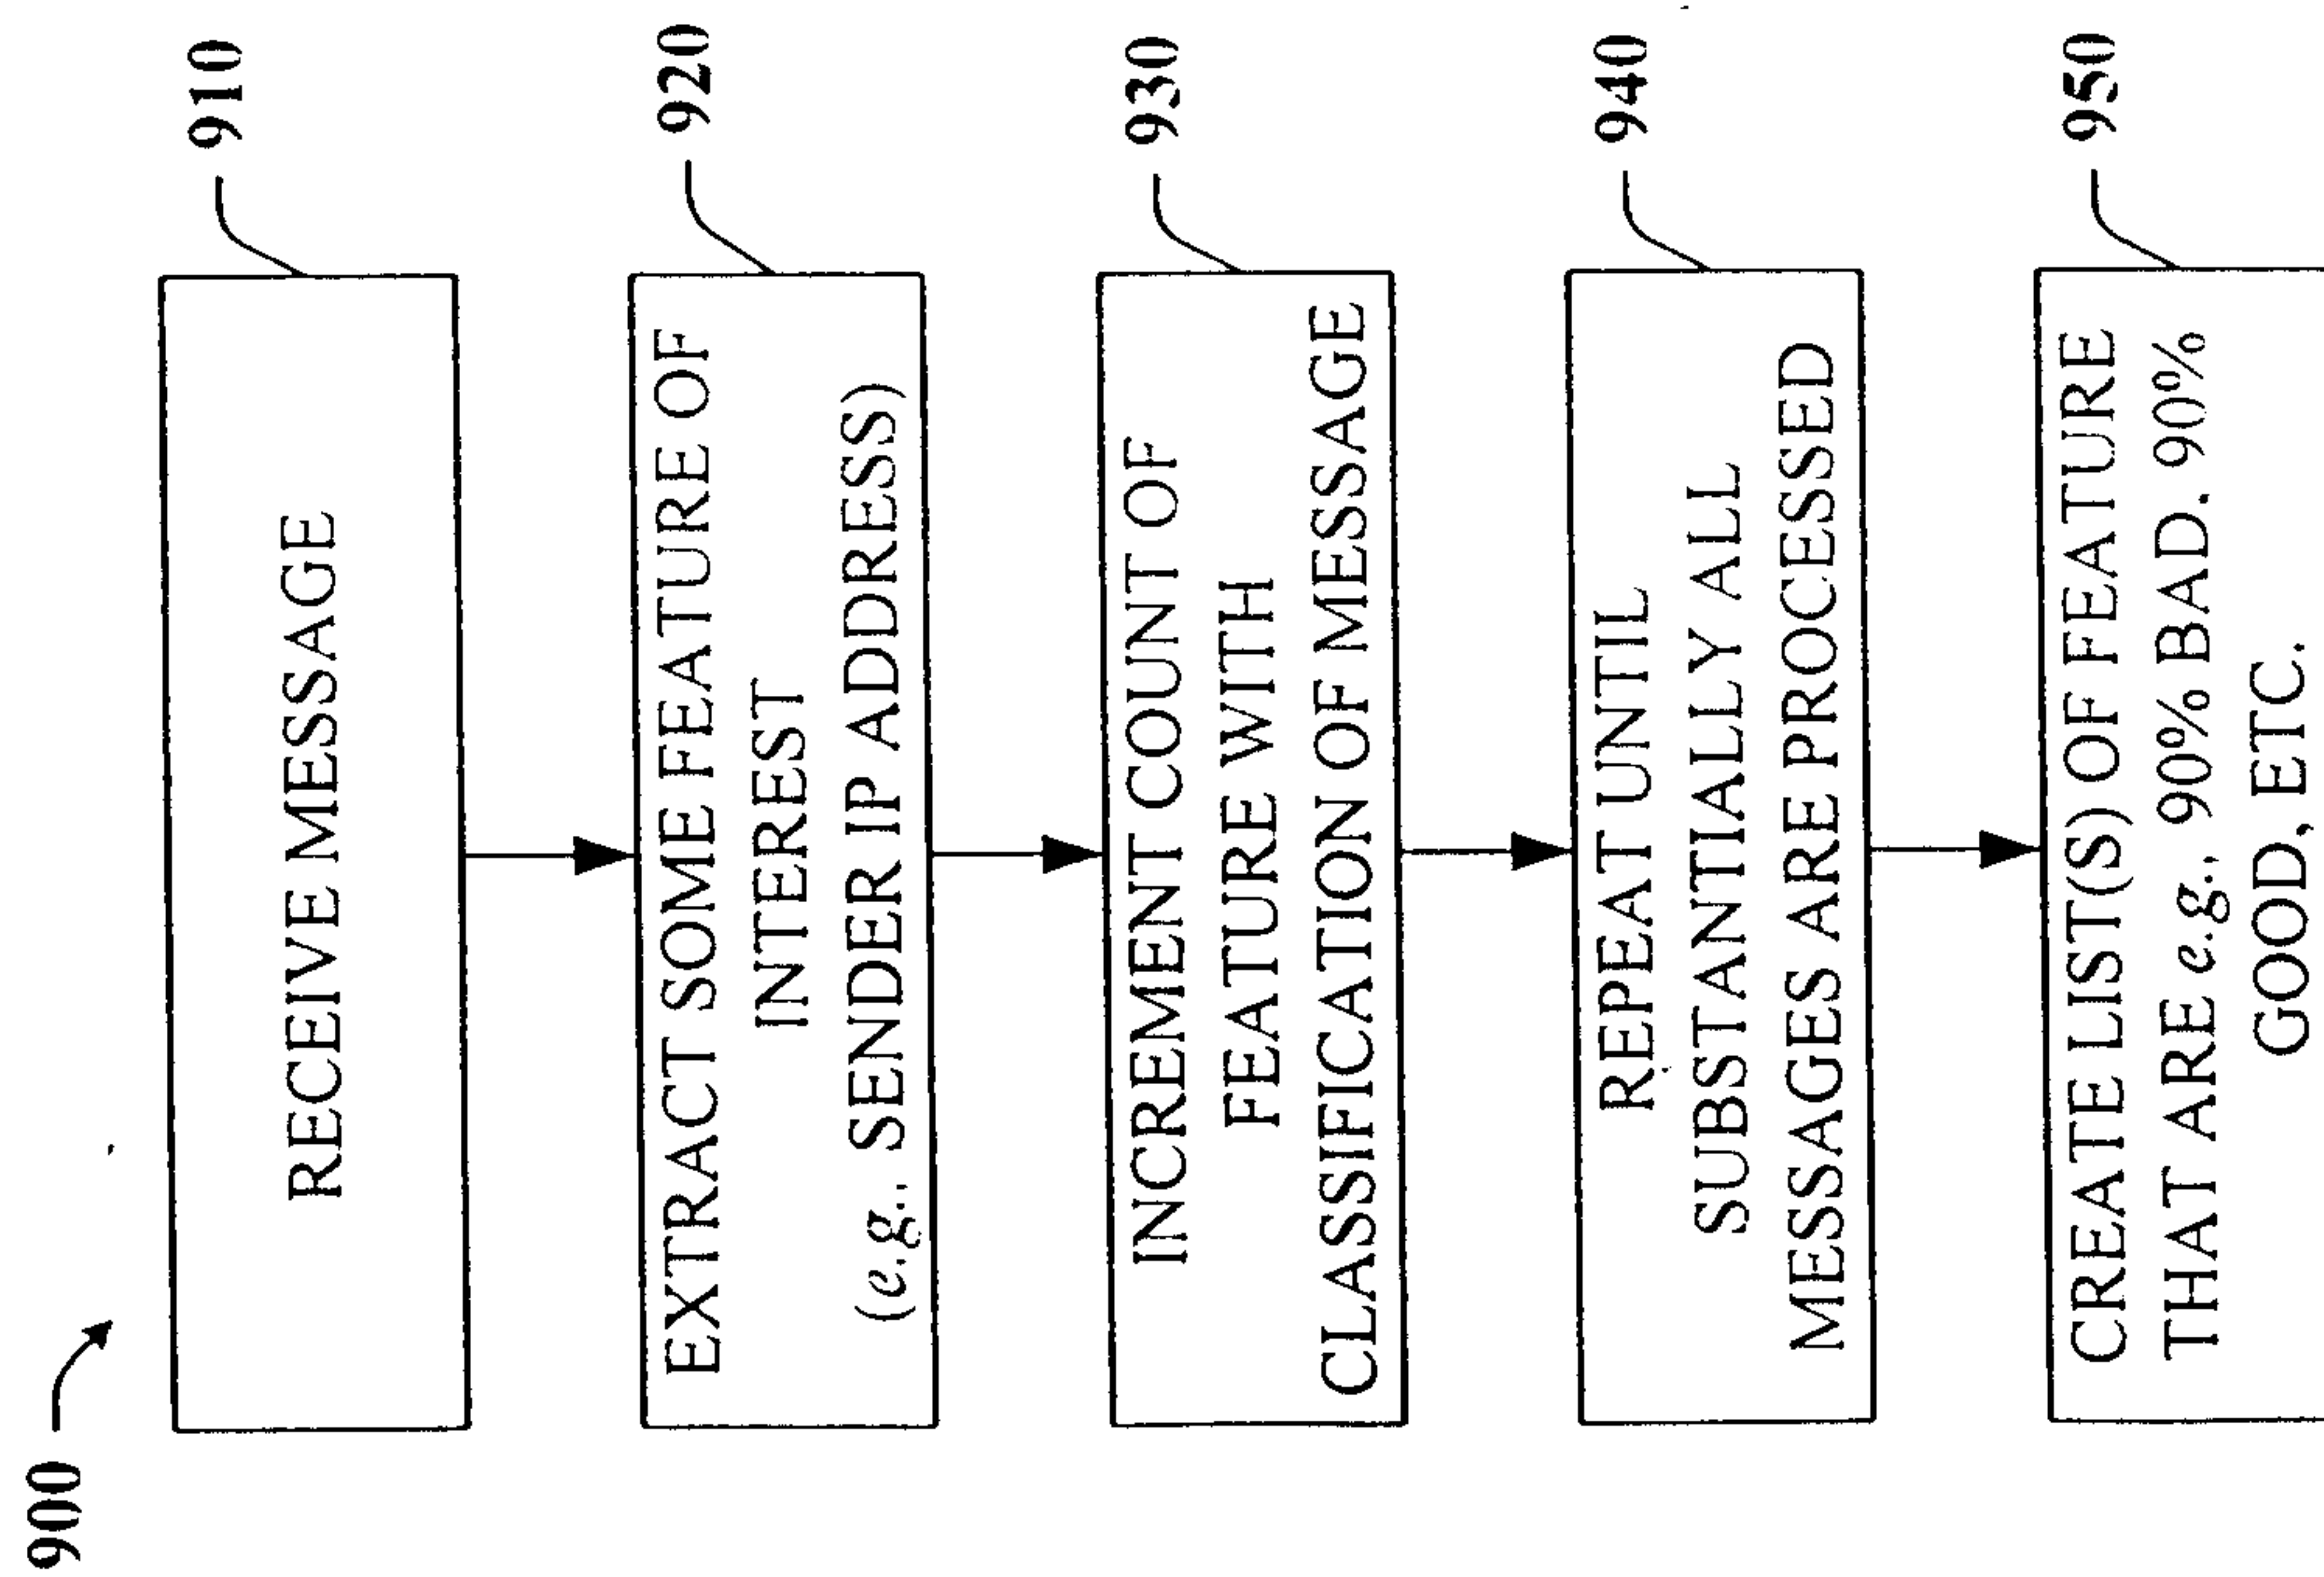 900
RECEIVE MESSAGE
910
EXTRACT SOME FEATURE OF
INTEREST
(e.g., SENDER IP ADDRESS)
920
INCREMENT COUNT OF
FEATURE WITH
CLASSIFICATION OF MESSAGE
930
REPEAT UNTIL
SUBSTANTIALLY ALL
MESSAGES ARE PROCESSED
940
CREATE LIST(S) OF FEATURE
THAT ARE e.g., 90% BAD. 90%
GOOD, ETC.
950